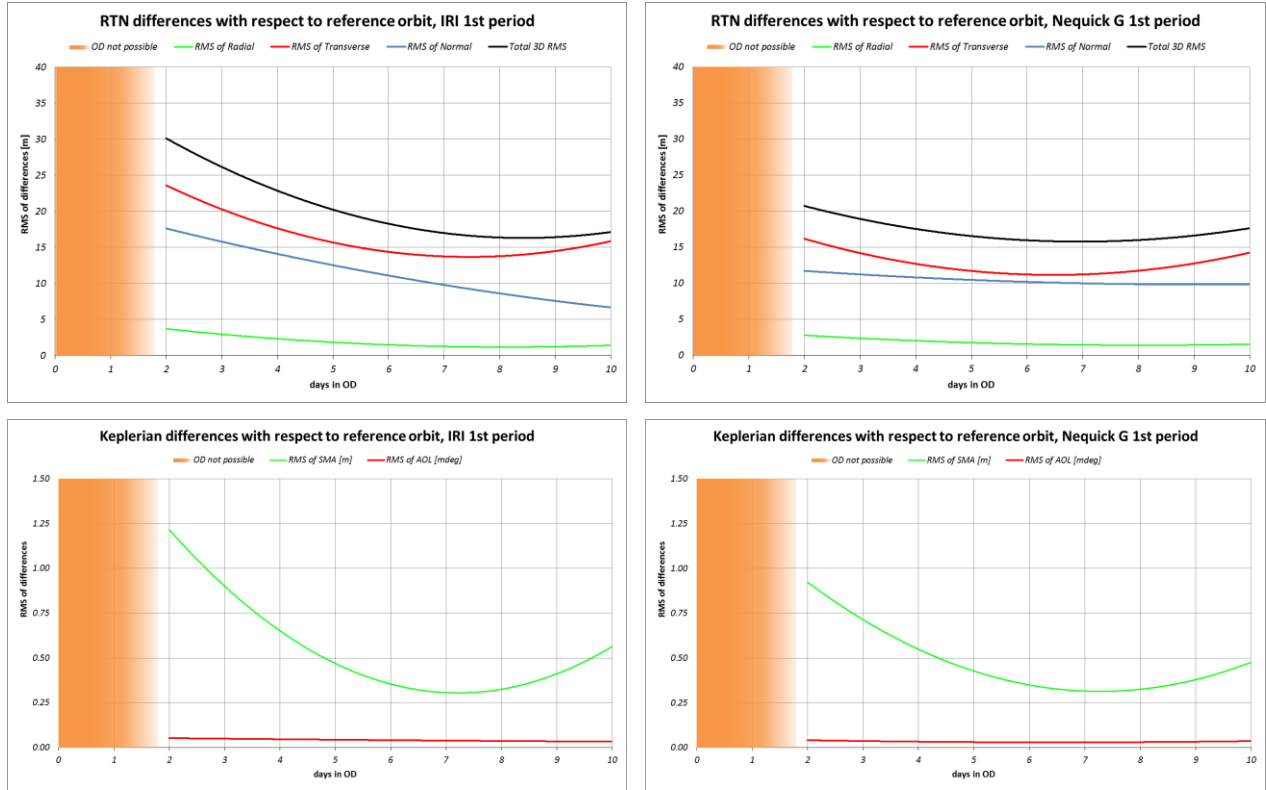 RTN differences with respect to reference orbit, IRI 1st period
OD not possible RMS of Radial RMS of Transverse RMS of Normal Total 3D RMS
40
35
30
25
20
15
10
5
0
RMS of differences [m]
0 1 2 3 4 5 6 7 8 9 10
days in OD
RTN differences with respect to reference orbit, Nequick G 1st period
OD not possible RMS of Radial RMS of Transverse RMS of Normal Total 3D RMS
40
35
30
25
20
15
10
5
0
RMS of differences [m]
0 1 2 3 4 5 6 7 8 9 10
days in OD
Keplerian differences with respect to reference orbit, IRI 1st period
OD not possible RMS of SMA [m] RMS of AOL [mdeg]
1.50
1.25
1.00
0.75
0.50
0.25
0.00
RMS of differences
0 1 2 3 4 5 6 7 8 9 10
days in OD
Keplerian differences with respect to reference orbit, Nequick G 1st period
OD not possible RMS of SMA [m] RMS of AOL [mdeg]
1.50
1.25
1.00
0.75
0.50
0.25
0.00
RMS of differences
0 1 2 3 4 5 6 7 8 9 10
days in OD